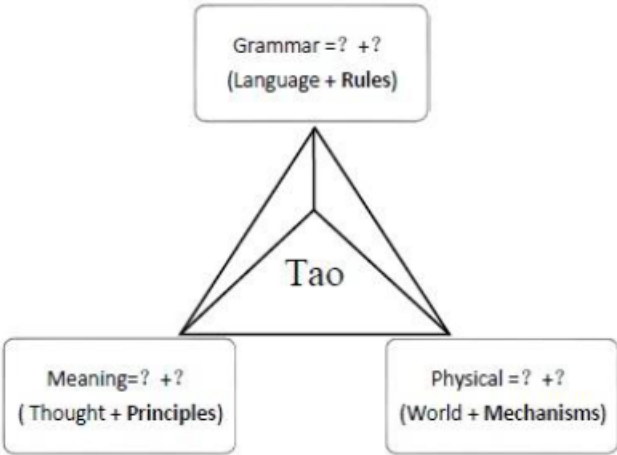 Grammar =? +?
(Language + Rules)
Tao
Meaning=? +?
( Thought + Principles)
Physical =? +?
(World + Mechanisms)